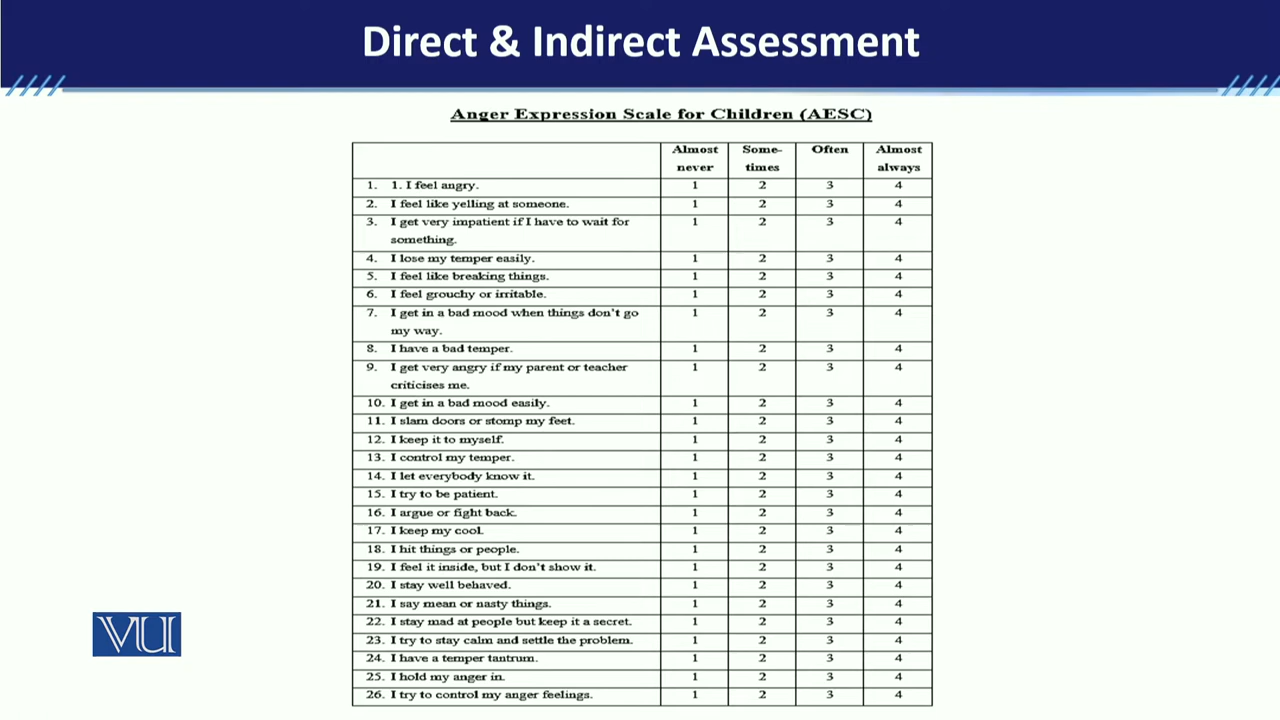 Direct & Indirect Assessment
Anger Expression Scale for Children (AESC)
Almost never Some-times Often Almost always
1. 1. I feel angry. 1 2 3 4
2. I feel like yelling at someone. 1 2 3 4
3. I get very impatient if I have to wait for 1 2 3 4
something.
4. I lose my temper easily. 1 2 3 4
5. I feel like breaking things. 1 2 3 4
6. I feel grouchy or irritable. 1 2 3 4
7. I get in a bad mood when things don't go 1 2 3 4
my way.
8. I have a bad temper. 1 2 3 4
9. I get very angry if my parent or teacher 1 2 3 4
criticises me.
10. I get in a bad mood easily. 1 2 3 4
11. I slam doors or stomp my feet. 1 2 3 4
12. I keep it to myself. 1 2 3 4
13. I control my temper. 1 2 3 4
14. I let everybody know it. 1 2 3 4
15. I try to be patient. 1 2 3 4
16. I argue or fight back. 1 2 3 4
17. I keep my cool. 1 2 3 4
18. I hit things or people. 1 2 3 4
19. I feel it inside, but I don't show it. 1 2 3 4
20. I stay well behaved. 1 2 3 4
21. I say mean or nasty things. 1 2 3 4
22. I stay mad at people but keep it a secret. 1 2 3 4
23. I try to stay calm and settle the problem. 1 2 3 4
24. I have a temper tantrum. 1 2 3 4
25. I hold my anger in. 1 2 3 4
26. I try to control my anger feelings. 1 2 3 4
VU